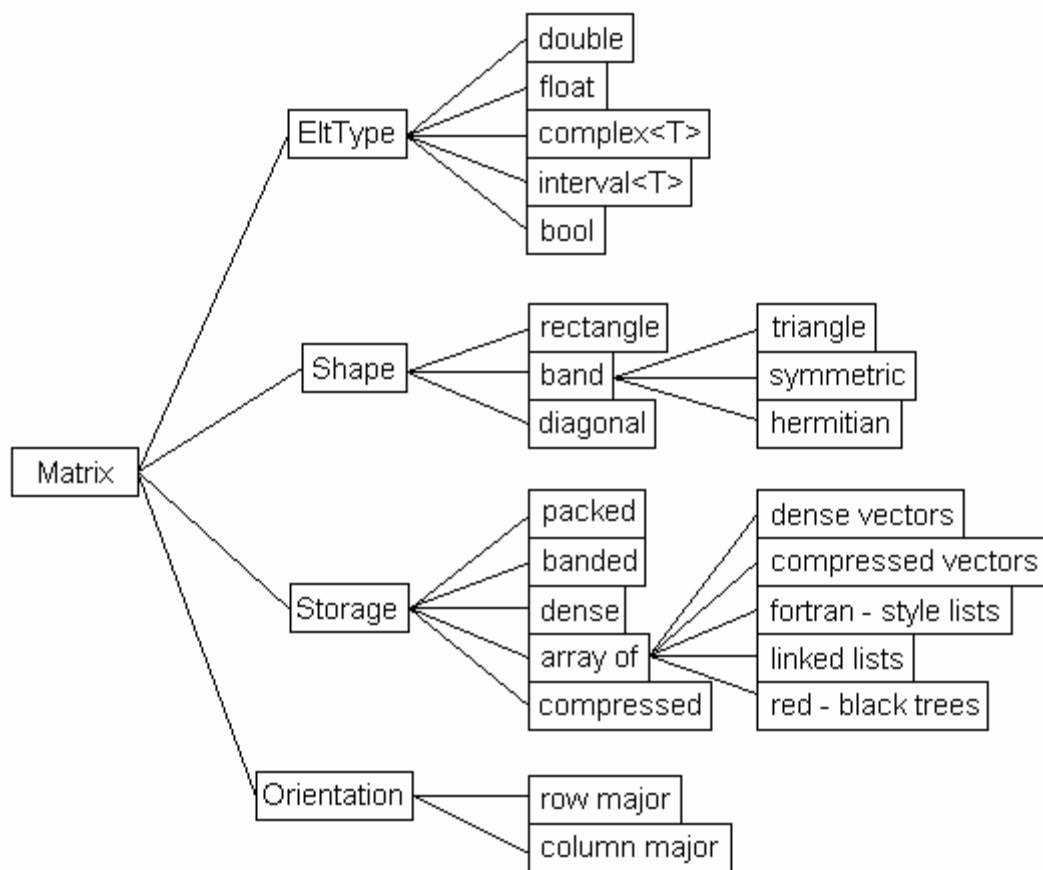 double
float
EltType
complex<T>
interval<T>
bool
rectangle
triangle
Shape
band
symmetric
diagonal
hermitian
Matrix
packed
dense vectors
banded
compressed vectors
Storage
dense
fortran - style lists
array of
linked lists
compressed
red - black trees
Orientation
row major
column major